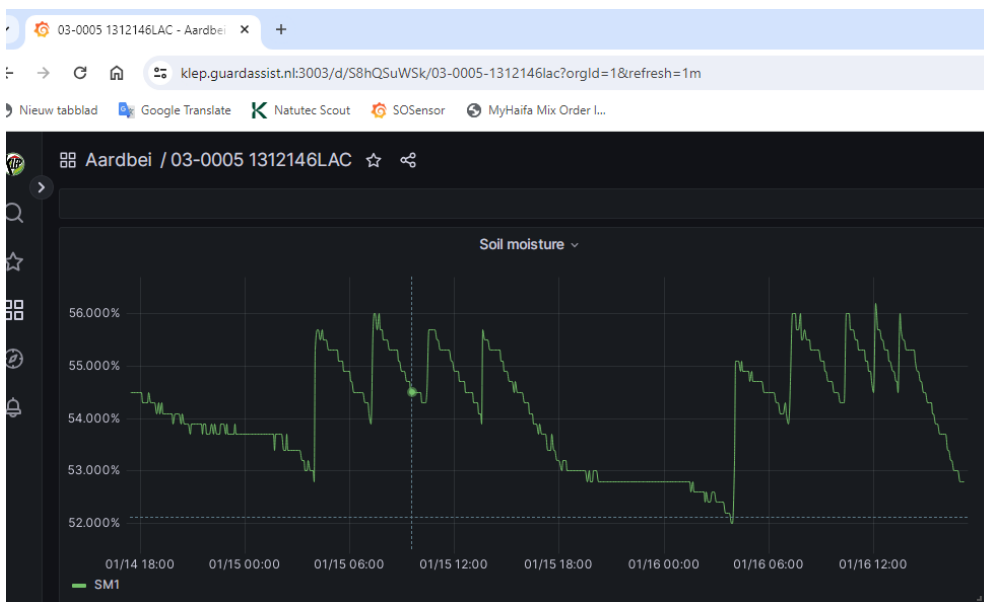 03-0005 1312146LAC - Aardbei
klep.guardassist.nl:3003/d/S8hQSuWSk/03-0005-1312146lac?orgId=1&refresh=1m
Nieuw tabblad Google Translate Natutec Scout SOSensor MyHaifa Mix Order I...
Aardbei / 03-0005 1312146LAC
Soil moisture
56.000%
55.000%
54.000%
53.000%
52.000%
01/14 18:00 01/15 00:00 01/15 06:00 01/15 12:00 01/15 18:00 01/16 00:00 01/16 06:00 01/16 12:00
SM1